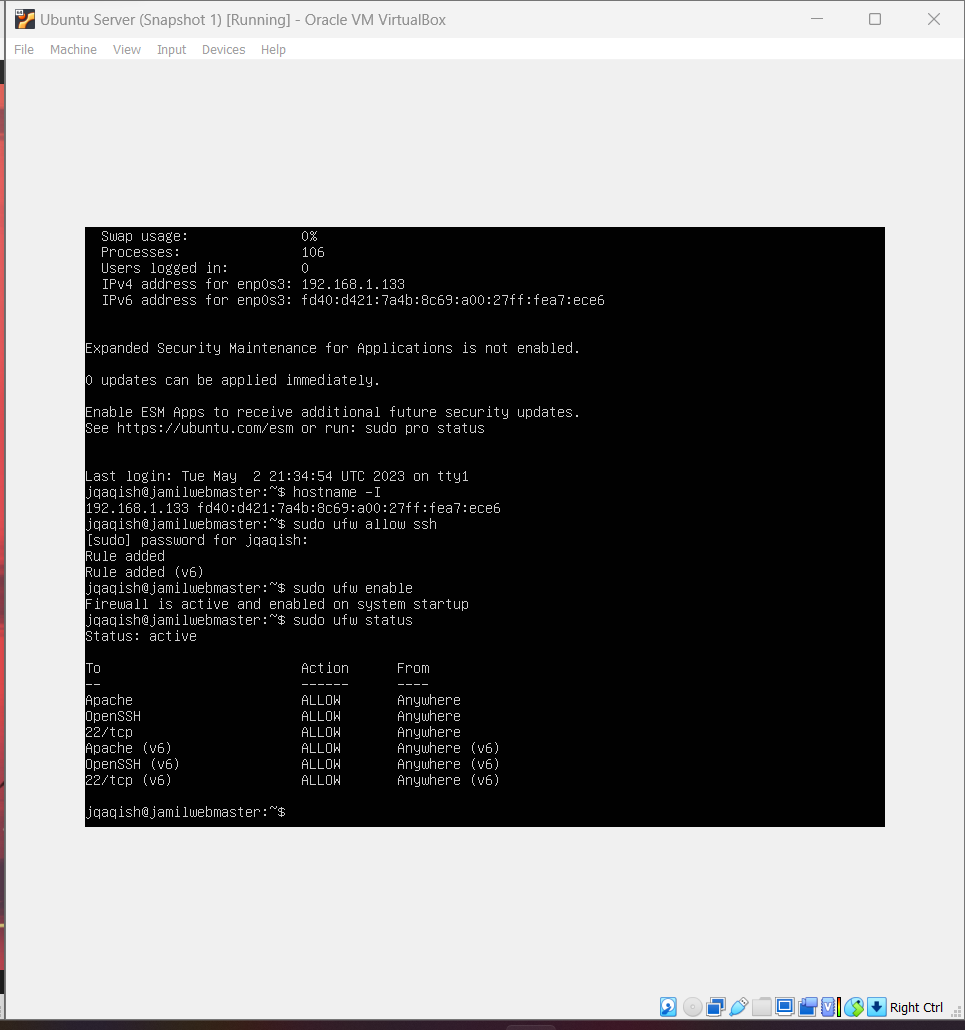 Ubuntu Server (Snapshot 1) [Running] - Oracle VM VirtualBox
File Machine View Input Devices Help
Swap usage: 0%
Processes: 106
Users logged in: 0
IPv4 address for enp0s3: 192.168.1.133
IPv6 address for enp0s3: fd40:d421:7a4b:8c69:a00:27ff:fea7:ece6
Expanded Security Maintenance for Applications is not enabled.
0 updates can be applied immediately.
Enable ESM Apps to receive additional future security updates.
See https://ubuntu.com/esm or run: sudo pro status
Last login: Tue May  2 21:34:54 UTC 2023 on tty1
jqaqish@jamilwebmaster:~$ hostname -I
192.168.1.133 fd40:d421:7a4b:8c69:a00:27ff:fea7:ece6
jqaqish@jamilwebmaster:~$ sudo ufw allow ssh
[sudo] password for jqaqish:
Rule added
Rule added (v6)
jqaqish@jamilwebmaster:~$ sudo ufw enable
Firewall is active and enabled on system startup
jqaqish@jamilwebmaster:~$ sudo ufw status
Status: active
To Action From
-- ------ ----
Apache ALLOW Anywhere
OpenSSH ALLOW Anywhere
22/tcp ALLOW Anywhere
Apache (v6) ALLOW Anywhere (v6)
OpenSSH (v6) ALLOW Anywhere (v6)
22/tcp (v6) ALLOW Anywhere (v6)
jqaqish@jamilwebmaster:~$
Right Ctrl